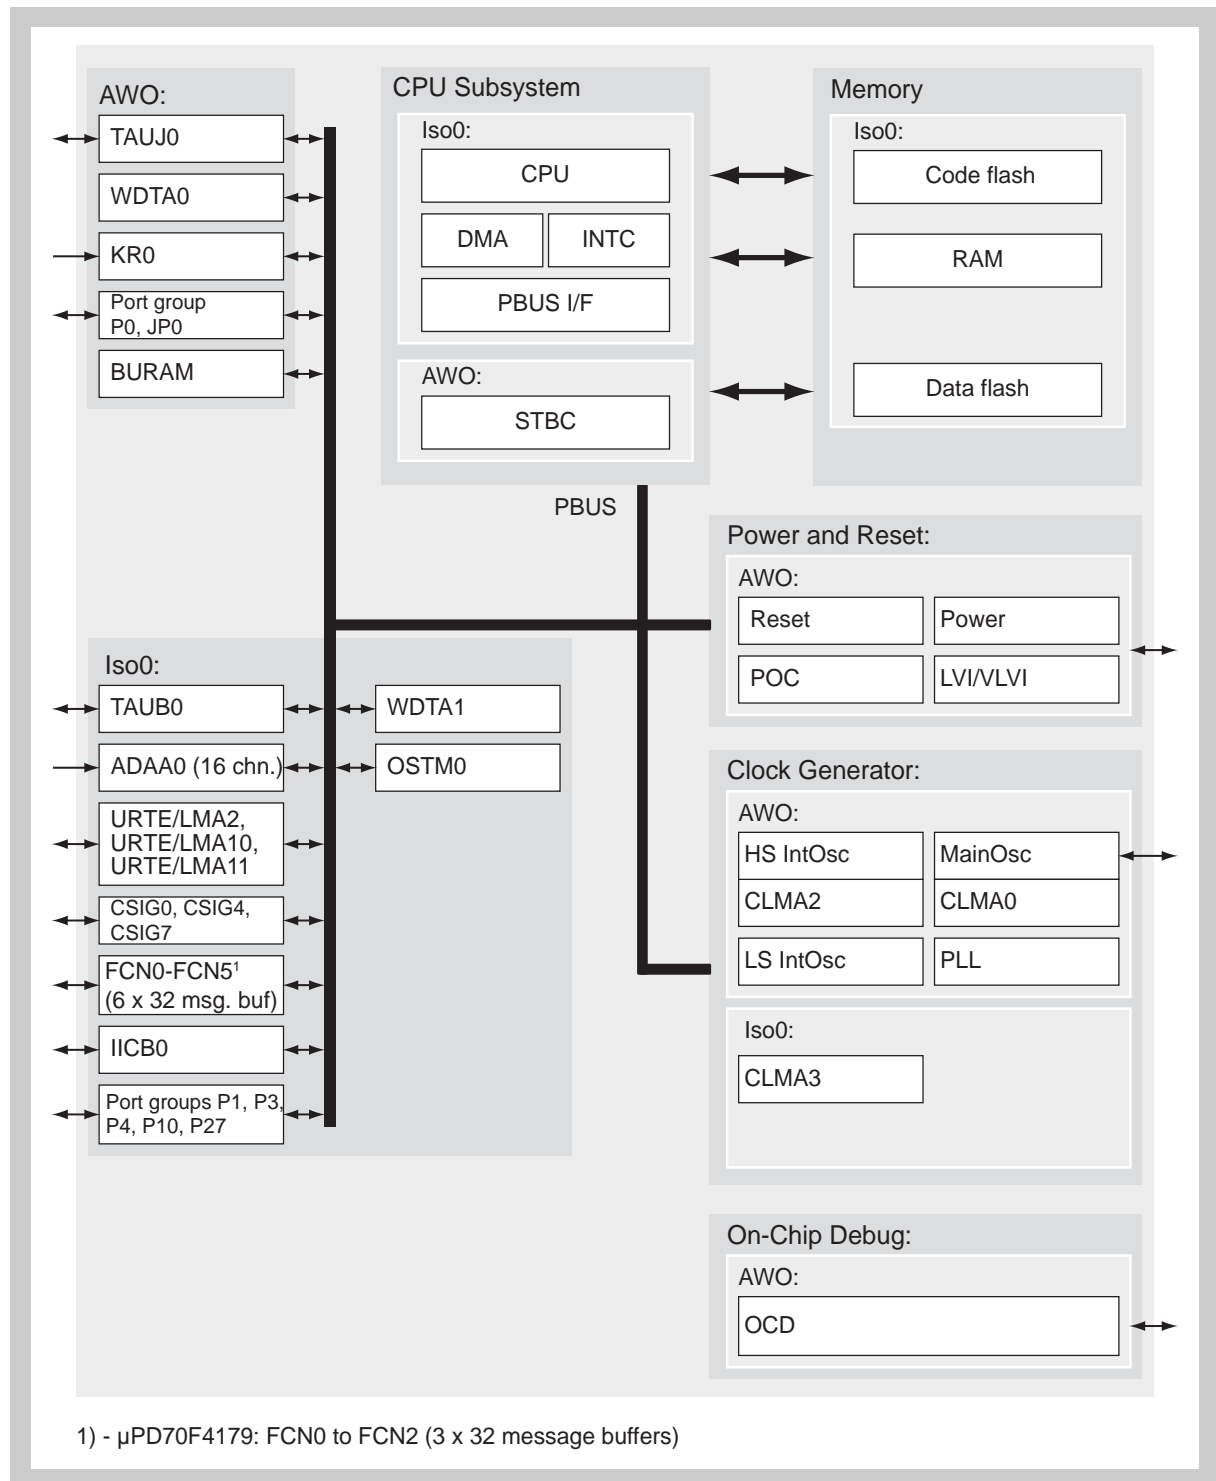 AWO:
TAUJ0
WDTA0
KR0
Port group
P0, JP0
BURAM
CPU Subsystem
Iso0:
CPU
DMA
INTC
PBUS I/F
AWO:
STBC
Memory
Iso0:
Code flash
RAM
Data flash
PBUS
Power and Reset:
AWO:
Reset
Power
POC
LVI/VLVI
Iso0:
TAUB0
WDTA1
ADAA0 (16 chn.)
OSTM0
URTE/LMA2,
URTE/LMA10,
URTE/LMA11
CSIG0, CSIG4,
CSIG7
FCN0-FCN5¹
(6 x 32 msg. buf)
IICB0
Port groups P1, P3,
P4, P10, P27
Clock Generator:
AWO:
HS IntOsc
MainOsc
CLMA2
CLMA0
LS IntOsc
PLL
Iso0:
CLMA3
On-Chip Debug:
AWO:
OCD
1) - µPD70F4179: FCN0 to FCN2 (3 x 32 message buffers)